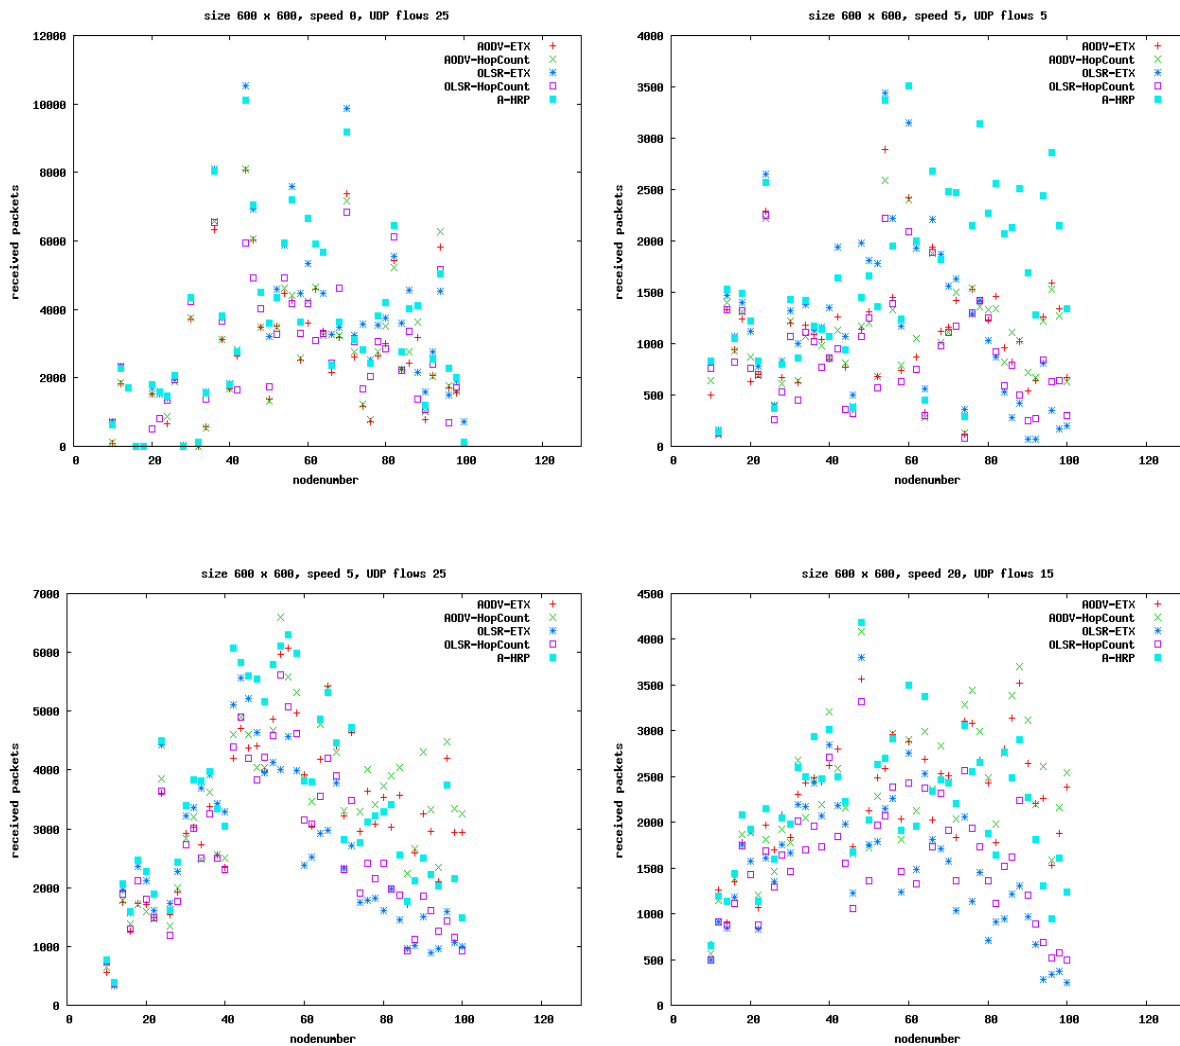 size 600 x 600, speed 0, UDP flows 25
12000
10000
8000
6000
4000
2000
0
received packets
AODV-ETX
AODV-HopCount
OLSR-ETX
OLSR-HopCount
A-HRP
0 20 40 60 80 100 120
nodenumber
size 600 x 600, speed 5, UDP flows 5
4000
3500
3000
2500
2000
1500
1000
500
0
received packets
AODV-ETX
AODV-HopCount
OLSR-ETX
OLSR-HopCount
A-HRP
0 20 40 60 80 100 120
nodenumber
size 600 x 600, speed 5, UDP flows 25
7000
6000
5000
4000
3000
2000
1000
0
received packets
AODV-ETX
AODV-HopCount
OLSR-ETX
OLSR-HopCount
A-HRP
0 20 40 60 80 100 120
nodenumber
size 600 x 600, speed 20, UDP flows 15
4500
4000
3500
3000
2500
2000
1500
1000
500
0
received packets
AODV-ETX
AODV-HopCount
OLSR-ETX
OLSR-HopCount
A-HRP
0 20 40 60 80 100 120
nodenumber